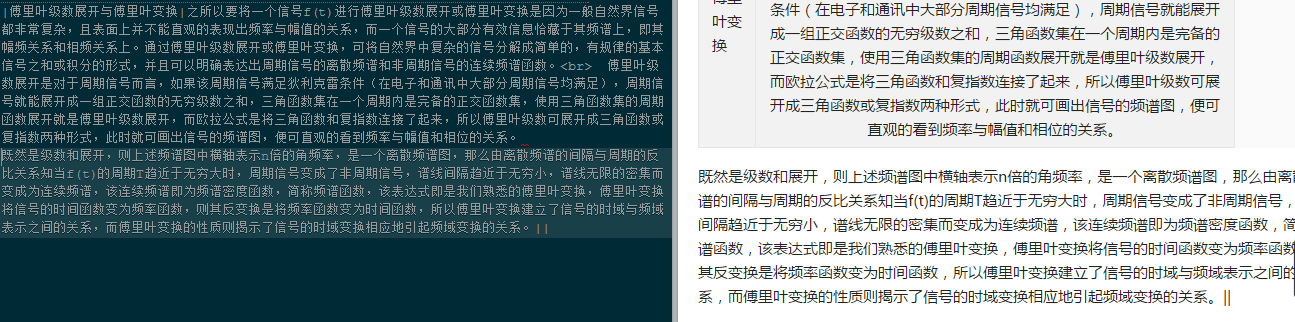 |傅里叶级数展开与傅里叶变换|之所以要将一个信号f(t)进行傅里叶级数展开或傅里叶变换是因为一般自然界信号
都非常复杂，且表面上并不能直观的表现出频率与幅值的关系，而一个信号的大部分有效信息恰藏于其频谱上，即其
幅频关系和相频关系上。通过傅里叶级数展开或傅里叶变换，可将自然界中复杂的信号分解成简单的，有规律的基本
信号之和或积分的形式，并且可以明确表达出周期信号的离散频谱和非周期信号的连续频谱函数。<br>  傅里叶级
数展开是对于周期信号而言，如果该周期信号满足狄利克雷条件（在电子和通讯中大部分周期信号均满足），周期信
号就能展开成一组正交函数的无穷级数之和，三角函数集在一个周期内是完备的正交函数集，使用三角函数集的周期
函数展开就是傅里叶级数展开，而欧拉公式是将三角函数和复指数连接了起来，所以傅里叶级数可展开成三角函数或
复指数两种形式，此时就可画出信号的频谱图，便可直观的看到频率与幅值和相位的关系。
既然是级数和展开，则上述频谱图中横轴表示n倍的角频率，是一个离散频谱图，那么由离散频谱的间隔与周期的反
比关系知当f(t)的周期T趋近于无穷大时，周期信号变成了非周期信号，谱线间隔趋近于无穷小，谱线无限的密集而
变成为连续频谱，该连续频谱即为频谱密度函数，简称频谱函数，该表达式即是我们熟悉的傅里叶变换，傅里叶变换
将信号的时间函数变为频率函数，则其反变换是将频率函数变为时间函数，所以傅里叶变换建立了信号的时域与频域
表示之间的关系，而傅里叶变换的性质则揭示了信号的时域变换相应地引起频域变换的关系。||
叶变
换
条件（在电子和通讯中大部分周期信号均满足），周期信号就能展开
成一组正交函数的无穷级数之和，三角函数集在一个周期内是完备的
正交函数集，使用三角函数集的周期函数展开就是傅里叶级数展开，
而欧拉公式是将三角函数和复指数连接了起来，所以傅里叶级数可展
开成三角函数或复指数两种形式，此时就可画出信号的频谱图，便可
直观的看到频率与幅值和相位的关系。
既然是级数和展开，则上述频谱图中横轴表示n倍的角频率，是一个离散频谱图，那么由离
谱的间隔与周期的反比关系知当f(t)的周期T趋近于无穷大时，周期信号变成了非周期信号，
间隔趋近于无穷小，谱线无限的密集而变成为连续频谱，该连续频谱即为频谱密度函数，简
谱函数，该表达式即是我们熟悉的傅里叶变换，傅里叶变换将信号的时间函数变为频率函
其反变换是将频率函数变为时间函数，所以傅里叶变换建立了信号的时域与频域表示之间的
系，而傅里叶变换的性质则揭示了信号的时域变换相应地引起频域变换的关系。||